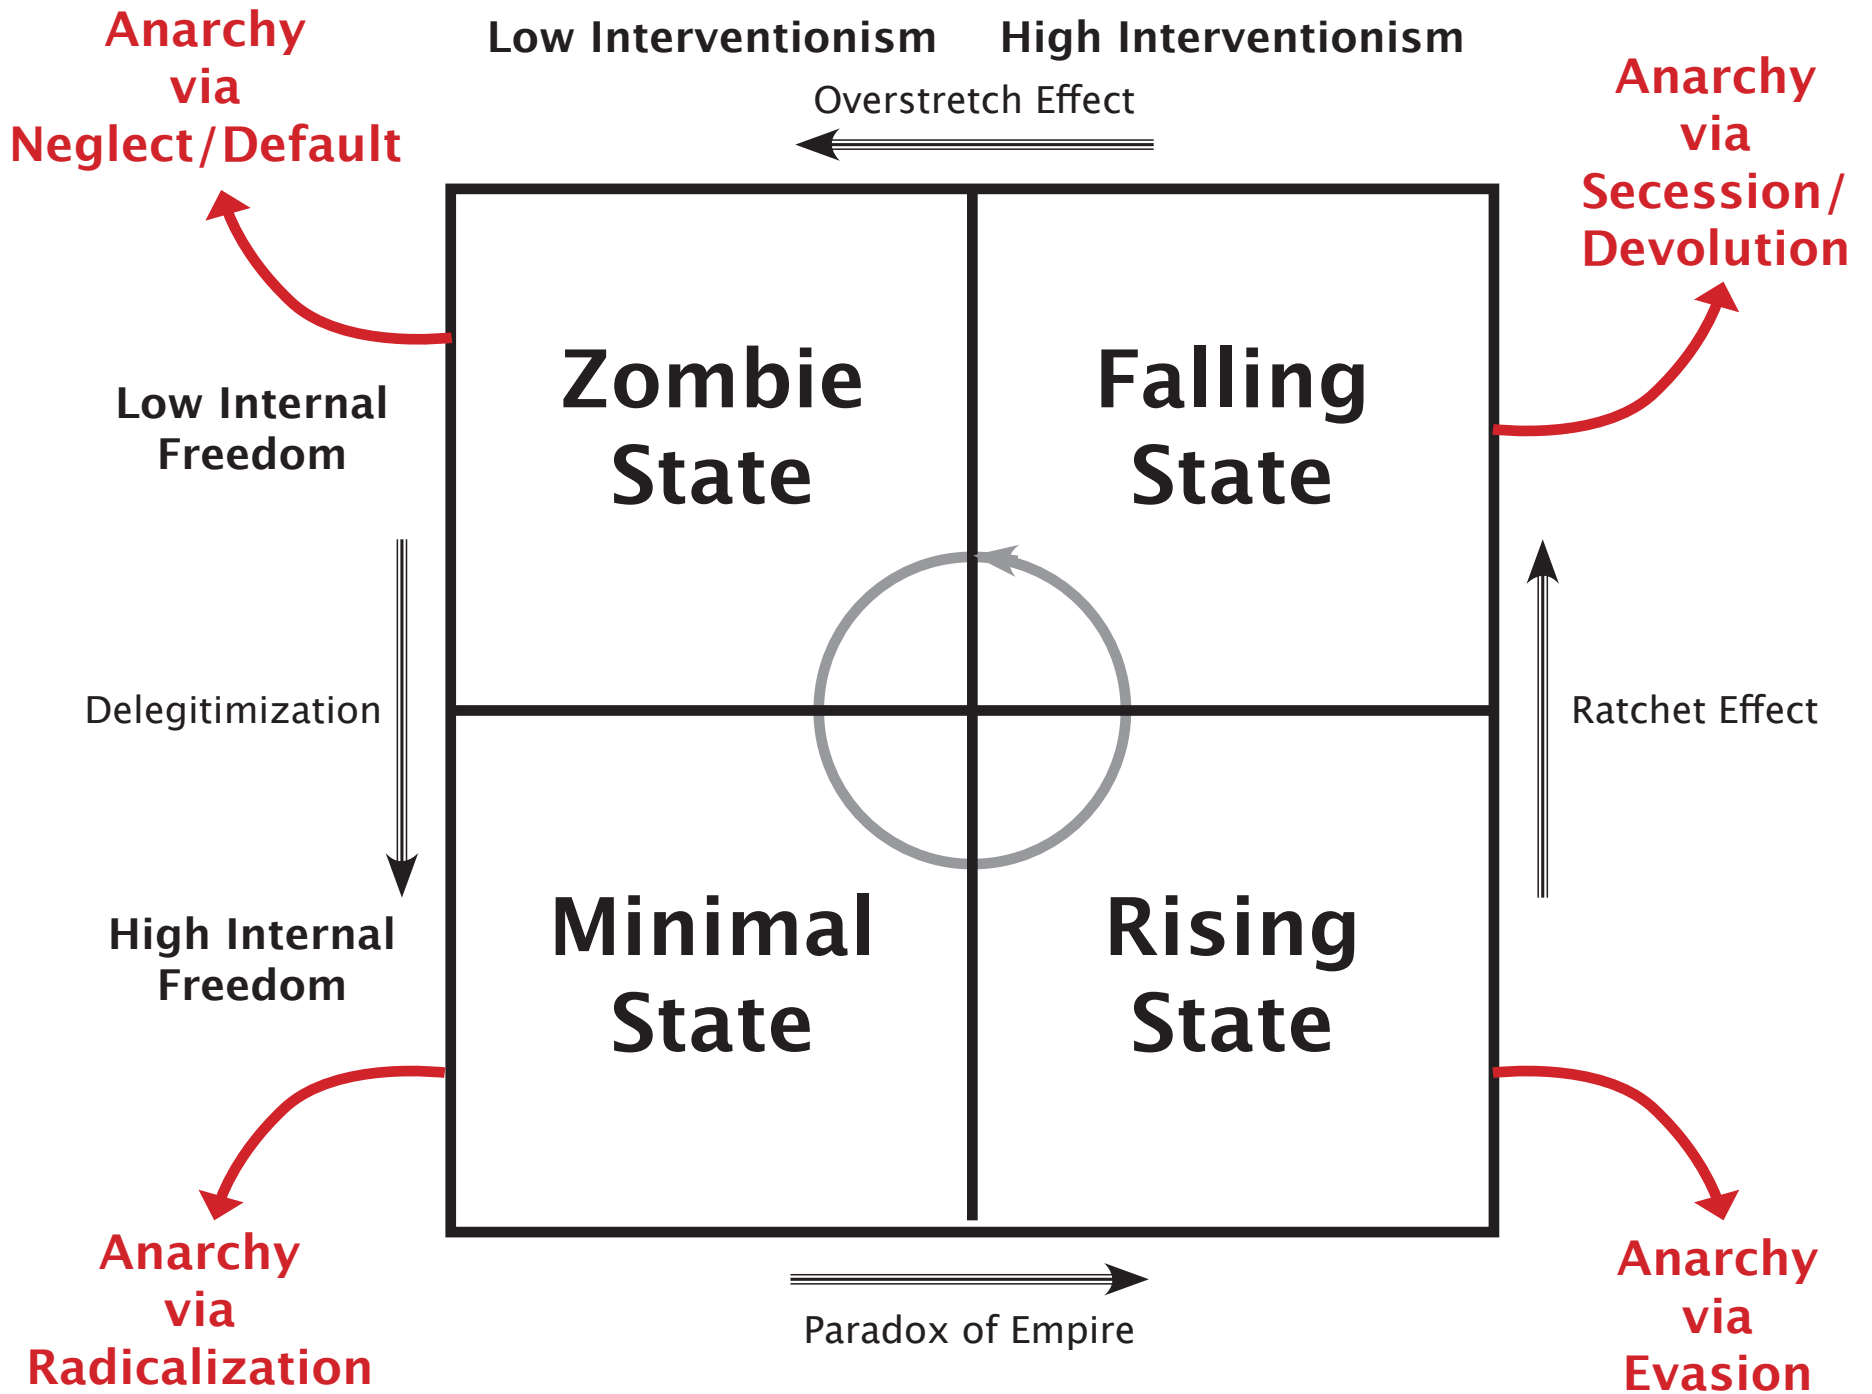 Anarchy
via
Neglect/Default
Low Interventionism
High Interventionism
Overstretch Effect
Anarchy
via
Secession/
Devolution
Zombie
State
Falling
State
Low Internal
Freedom
Delegitimization
Ratchet Effect
High Internal
Freedom
Minimal
State
Rising
State
Anarchy
via
Radicalization
Paradox of Empire
Anarchy
via
Evasion